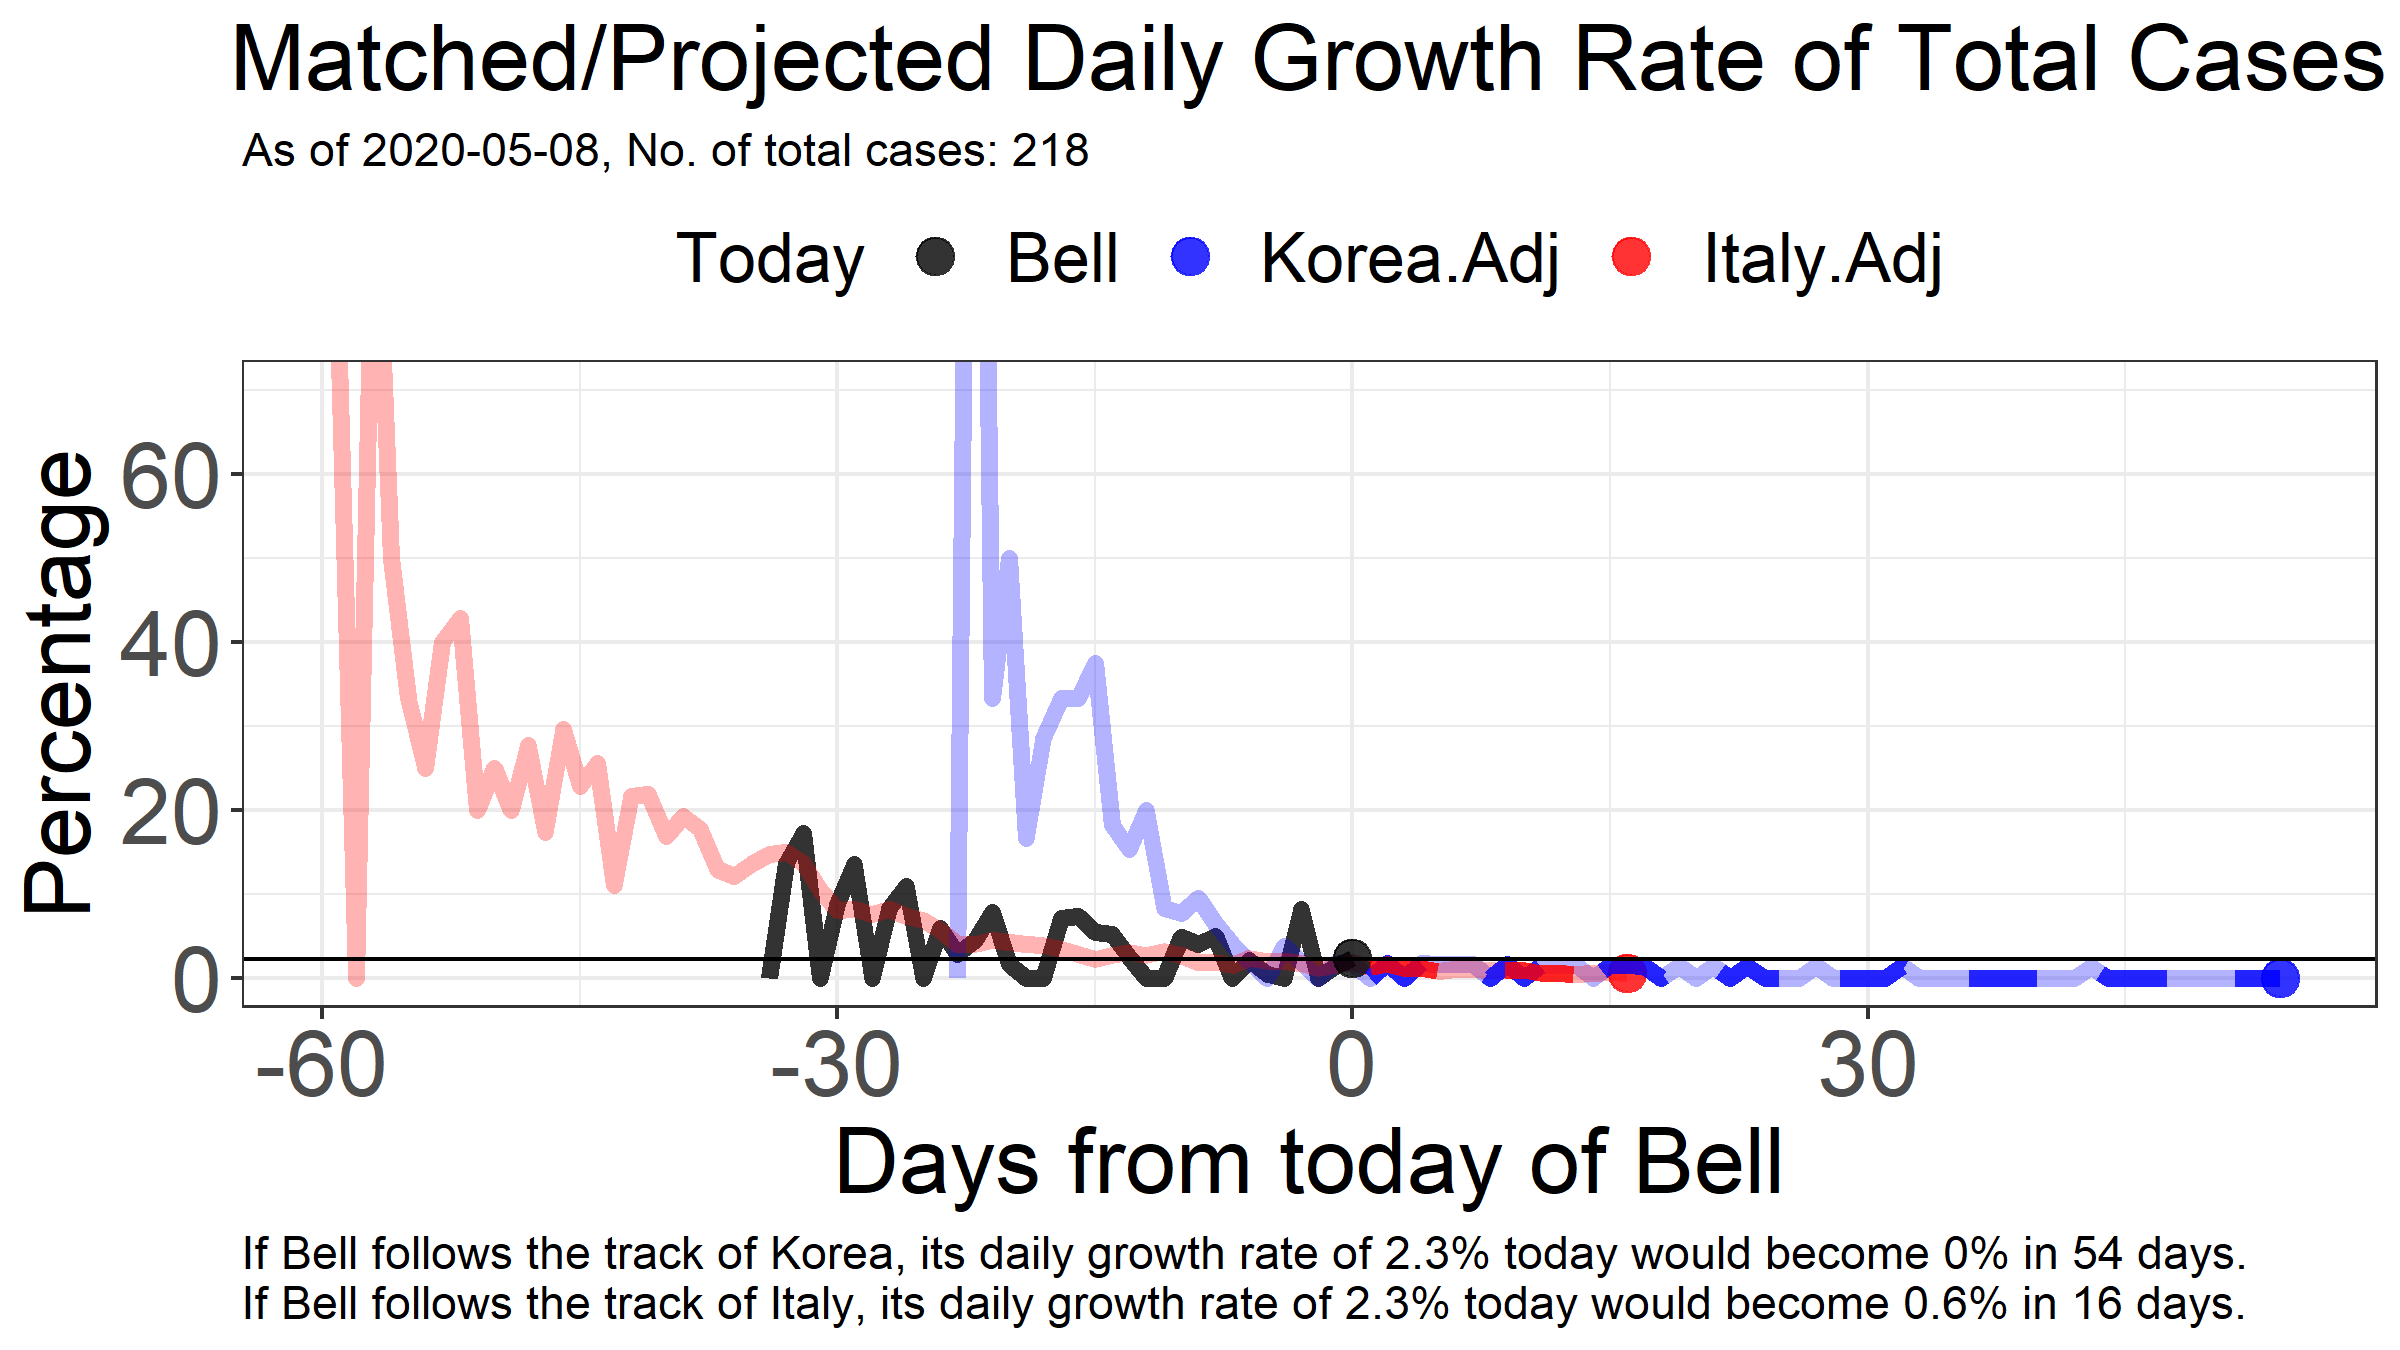 Matched/Projected Daily Growth Rate of Total Cases
As of 2020-05-08, No. of total cases: 218
Today Bell Korea.Adj Italy.Adj
Percentage
60
40
20
0
-60 -30 0 30
Days from today of Bell
If Bell follows the track of Korea, its daily growth rate of 2.3% today would become 0% in 54 days.
If Bell follows the track of Italy, its daily growth rate of 2.3% today would become 0.6% in 16 days.